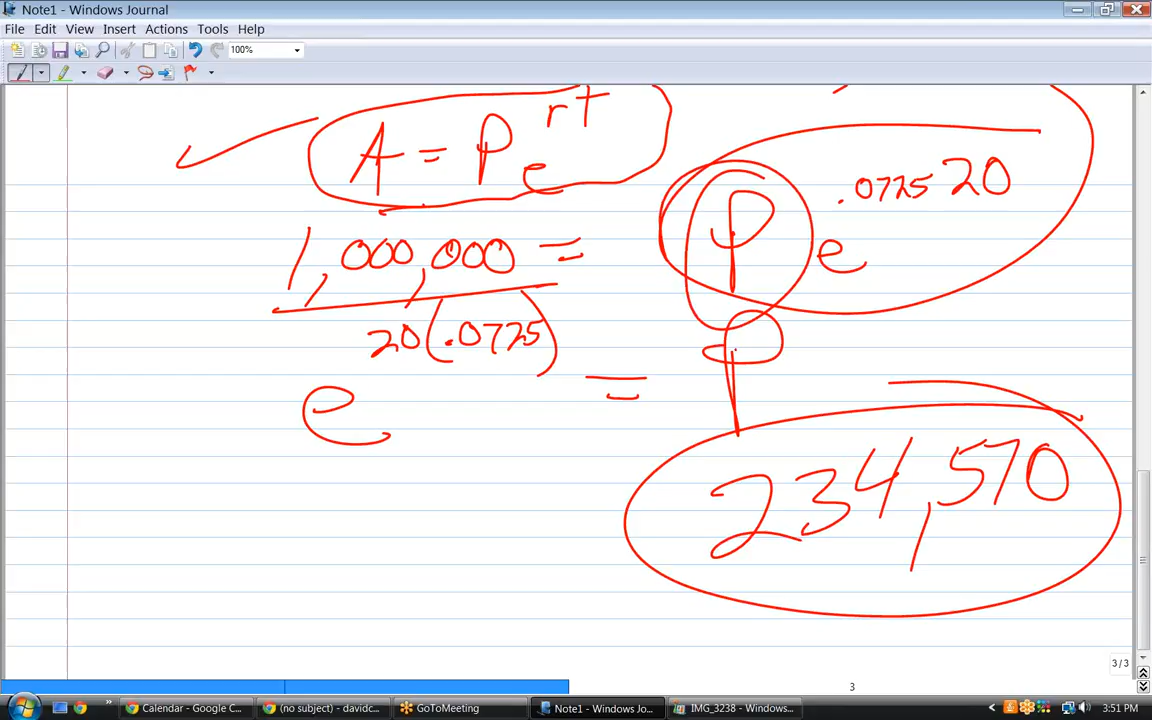 Note1 - Windows Journal
File Edit View Insert Actions Tools Help
100%
A = Pe^rt
1,000,000 = Pe^.0725 20
e^20(.0725) = P
234,570
3/3
3
Calendar - Google C...
(no subject) - davidc...
GoToMeeting
Note1 - Windows Jo...
IMG_3238 - Windows...
3:51 PM